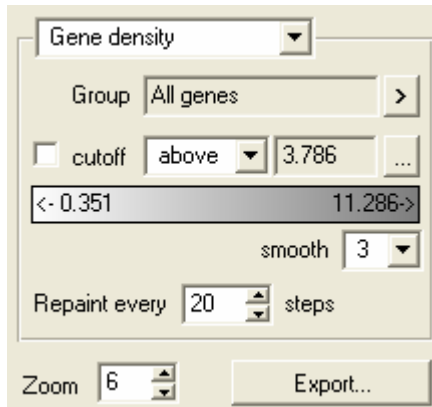 Gene density
Group All genes >
cutoff above 3.786 ...
<- 0.351 11.286->
smooth 3
Repaint every 20 steps
Zoom 6 Export...